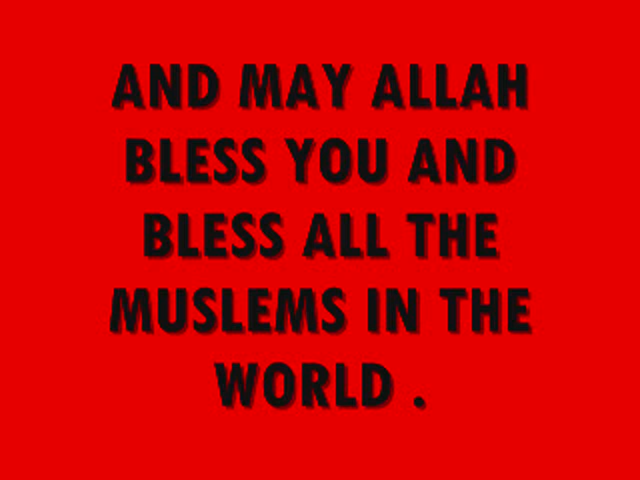 AND MAY ALLAH
BLESS YOU AND
BLESS ALL THE
MUSLEMS IN THE
WORLD .